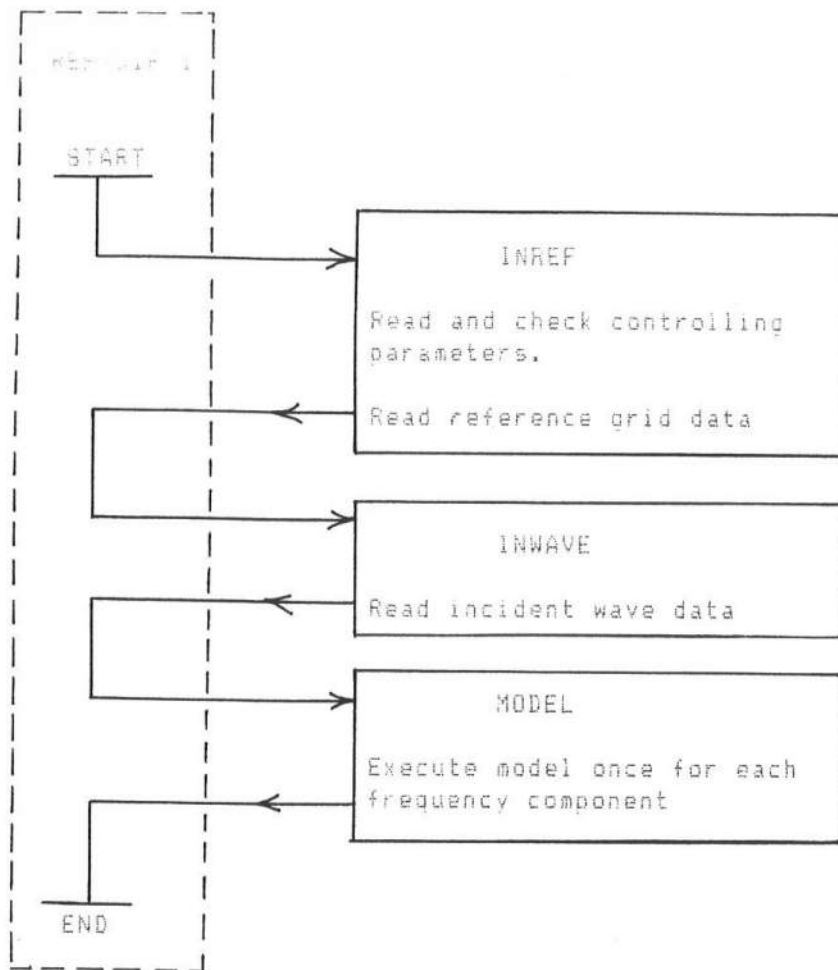 START
INREF
Read and check controlling
parameters.
Read reference grid data
INWAVE
Read incident wave data
MODEL
Execute model once for each
frequency component
END